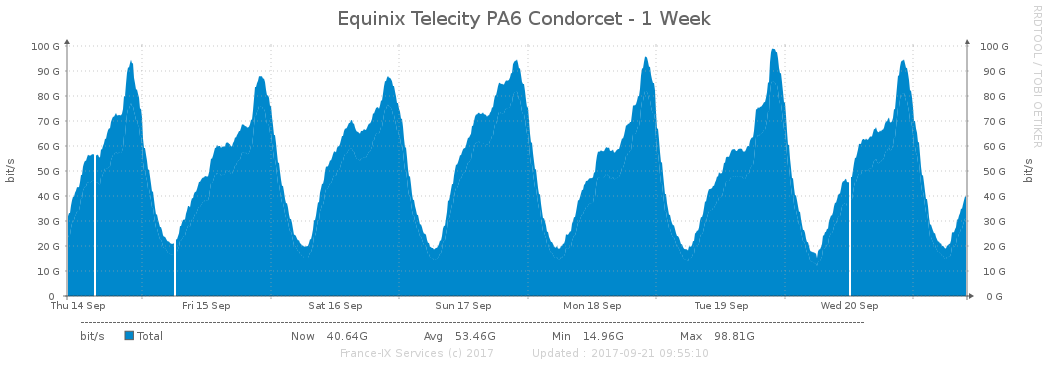 Equinix Telecity PA6 Condorcet - 1 Week
RRDTOOL / TOBI OETIKER
100 G 100 G
90 G 90 G
80 G 80 G
70 G 70 G
60 G 60 G
50 G 50 G
40 G 40 G
30 G 30 G
20 G 20 G
10 G 10 G
0 0 G
bit/s bit/s
Thu 14 Sep Fri 15 Sep Sat 16 Sep Sun 17 Sep Mon 18 Sep Tue 19 Sep Wed 20 Sep
bit/s Total Now 40.64G Avg 53.46G Min 14.96G Max 98.81G
France-IX Services (c) 2017 Updated : 2017-09-21 09:55:10